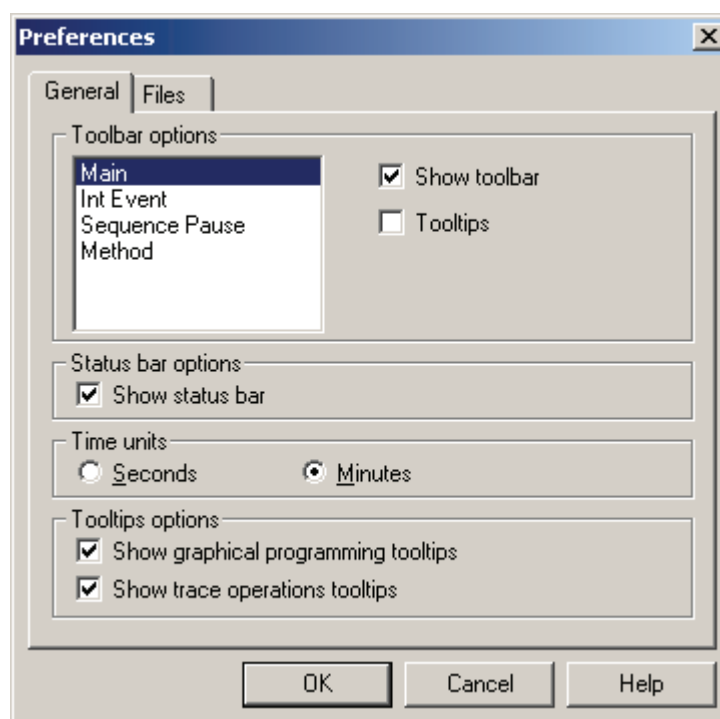 Preferences
General Files
Toolbar options
Main
Int Event
Sequence Pause
Method
Show toolbar
Tooltips
Status bar options
Show status bar
Time units
Seconds Minutes
Tooltips options
Show graphical programming tooltips
Show trace operations tooltips
OK Cancel Help